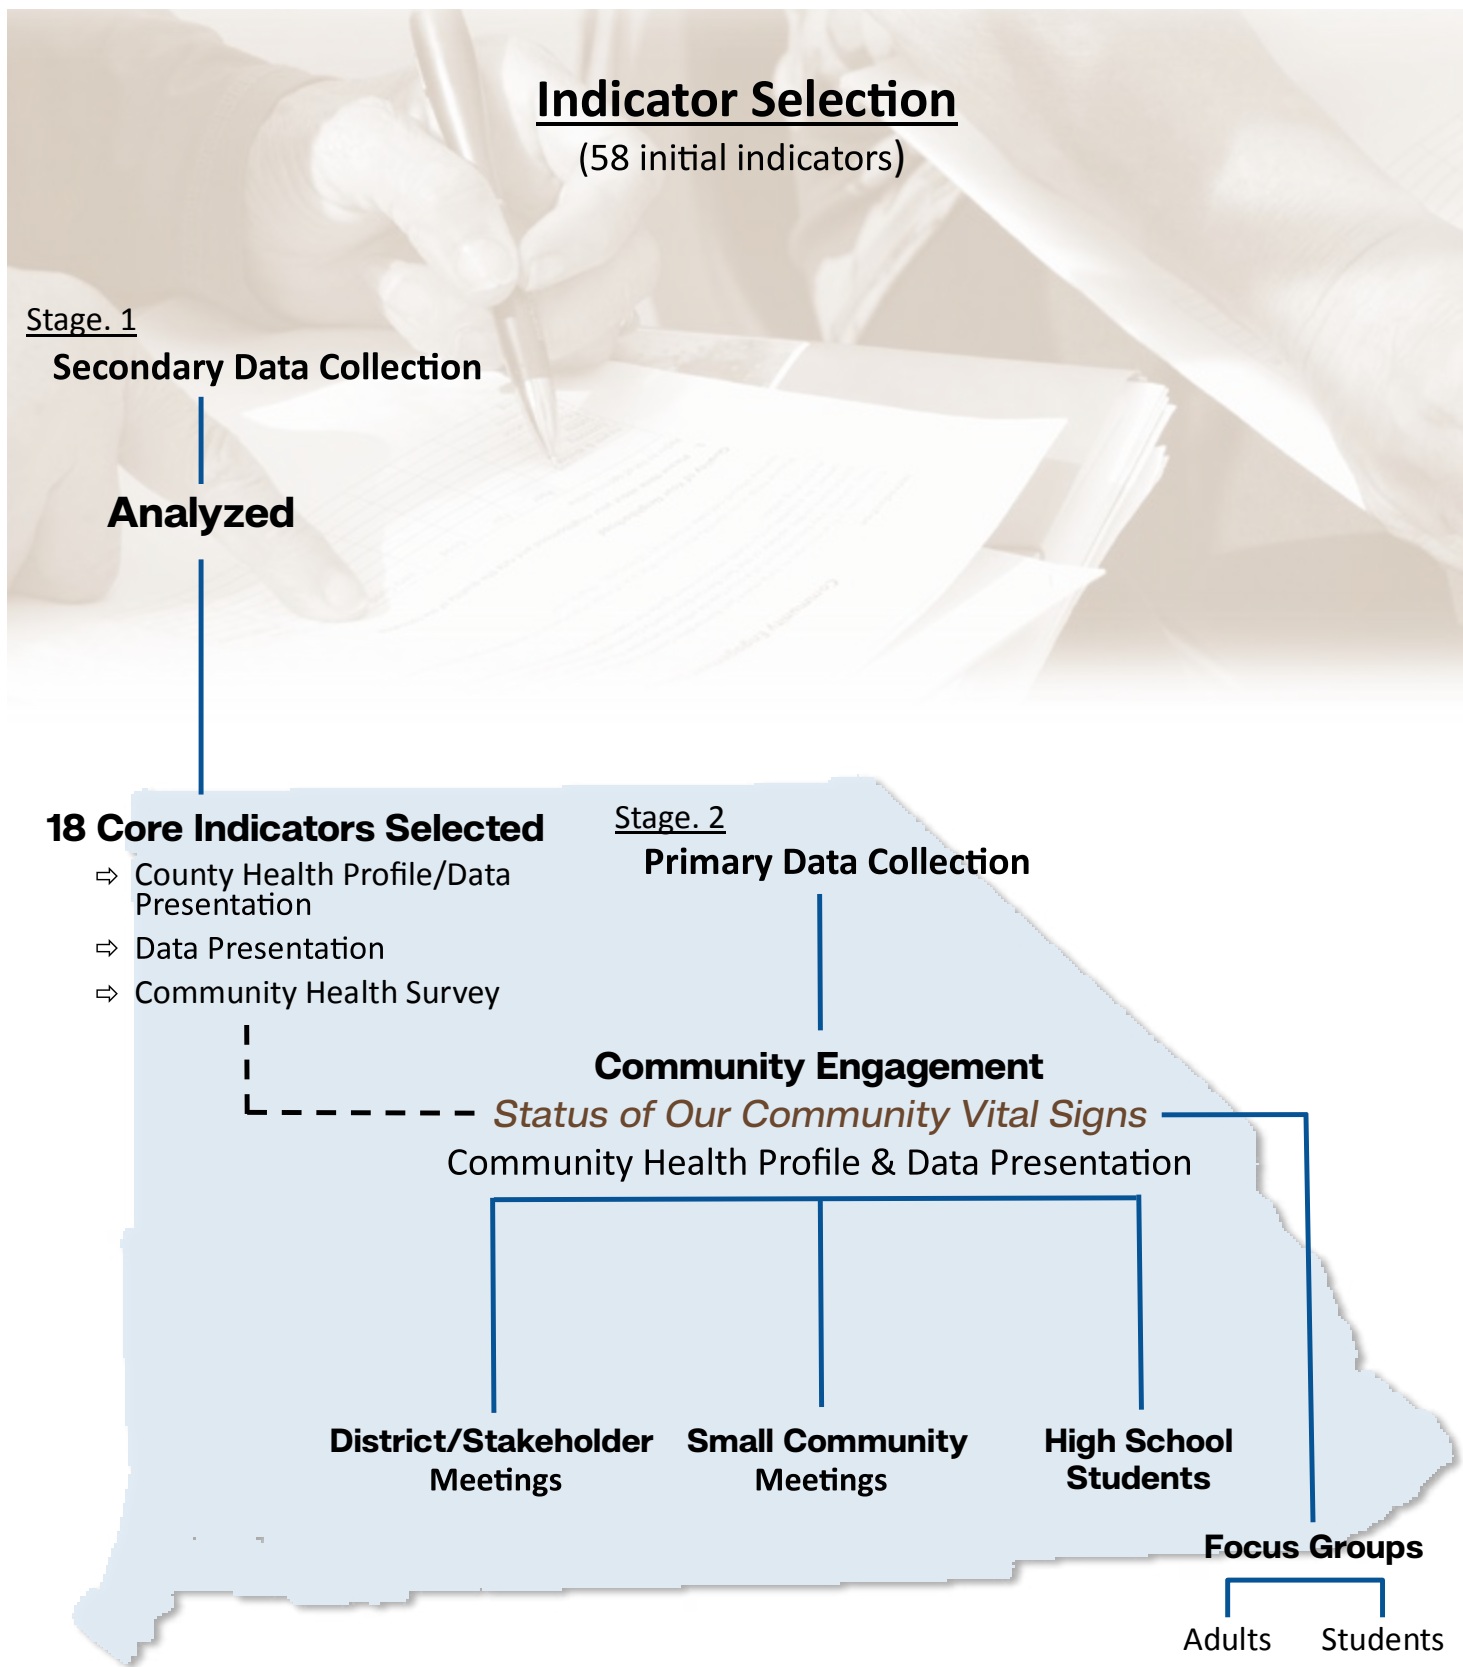 Indicator Selection
(58 initial indicators)
Stage. 1
Secondary Data Collection
Analyzed
18 Core Indicators Selected
⇨ County Health Profile/Data
Presentation
⇨ Data Presentation
⇨ Community Health Survey
Stage. 2
Primary Data Collection
Community Engagement
Status of Our Community Vital Signs
Community Health Profile & Data Presentation
District/Stakeholder
Meetings
Small Community
Meetings
High School
Students
Focus Groups
Adults
Students